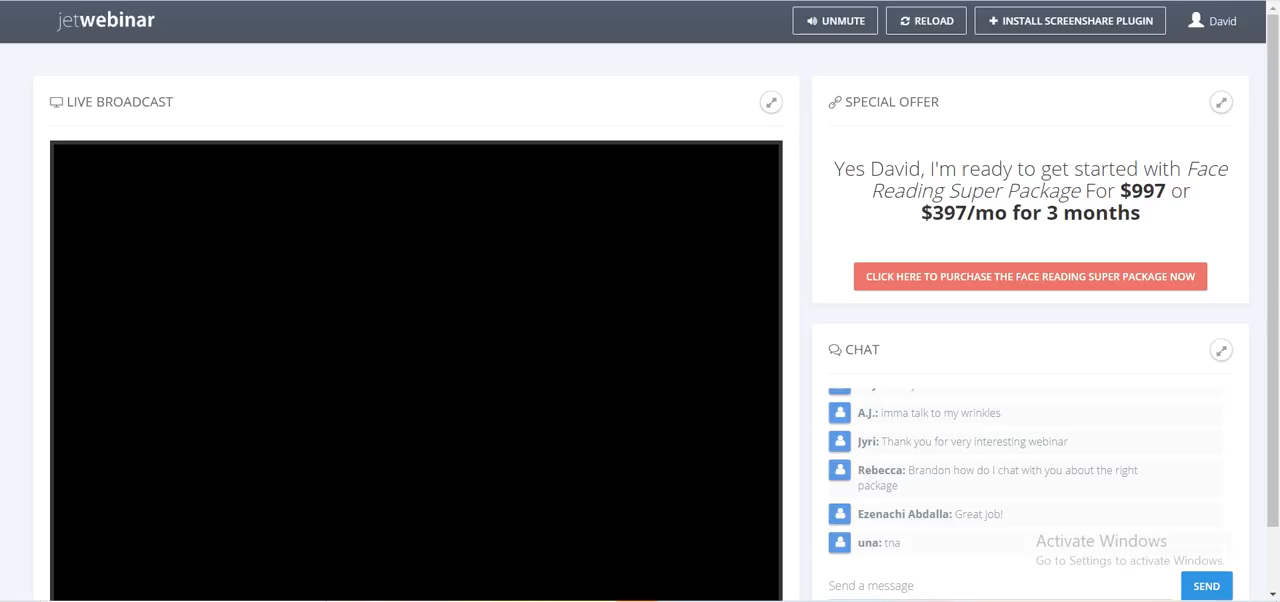 jetwebinar
UNMUTE
RELOAD
INSTALL SCREENSHARE PLUGIN
David
LIVE BROADCAST
SPECIAL OFFER
Yes David, I'm ready to get started with Face
Reading Super Package For $997 or
$397/mo for 3 months
CLICK HERE TO PURCHASE THE FACE READING SUPER PACKAGE NOW
CHAT
A.J.: imma talk to my wrinkles
Jyri: Thank you for very interesting webinar
Rebecca: Brandon how do I chat with you about the right
package
Ezenachi Abdalla: Great job!
una: tna
Activate Windows
Go to Settings to activate Windows.
Send a message
SEND